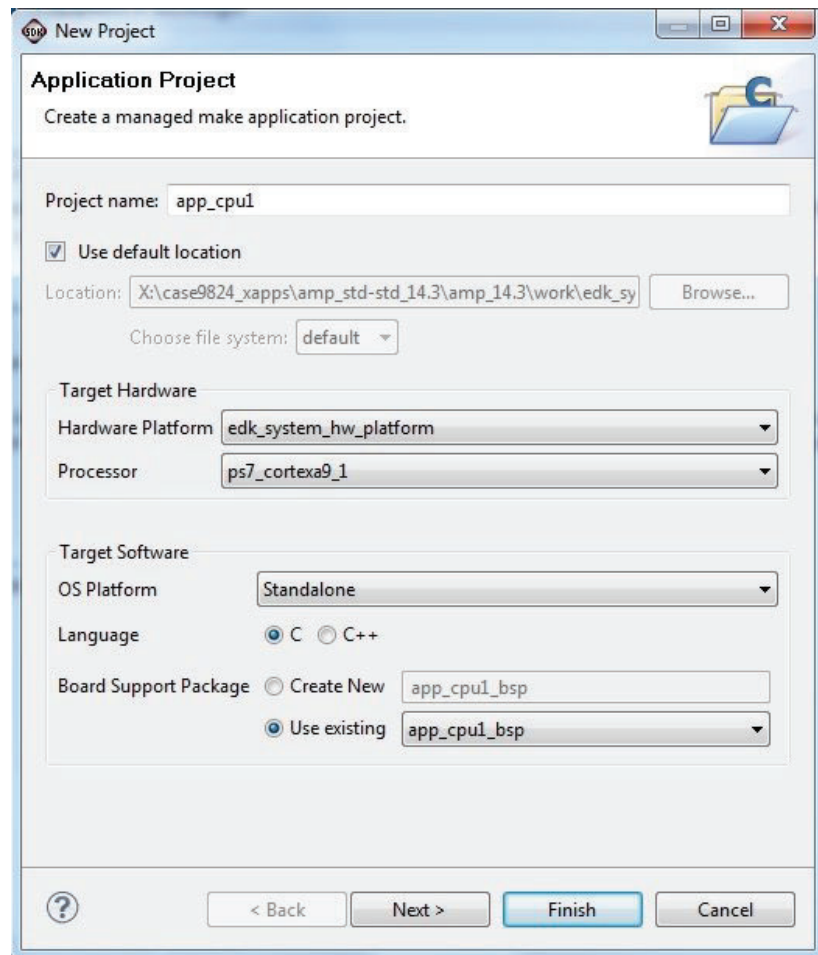 SDK New Project
Application Project
Create a managed make application project.
C
Project name: app_cpu1
Use default location
Location: X:\case9824_xapps\amp_std-std_14.3\amp_14.3\work\edk_sy Browse...
Choose file system: default
Target Hardware
Hardware Platform edk_system_hw_platform
Processor ps7_cortexa9_1
Target Software
OS Platform Standalone
Language C C++
Board Support Package Create New app_cpu1_bsp
Use existing app_cpu1_bsp
? < Back Next > Finish Cancel